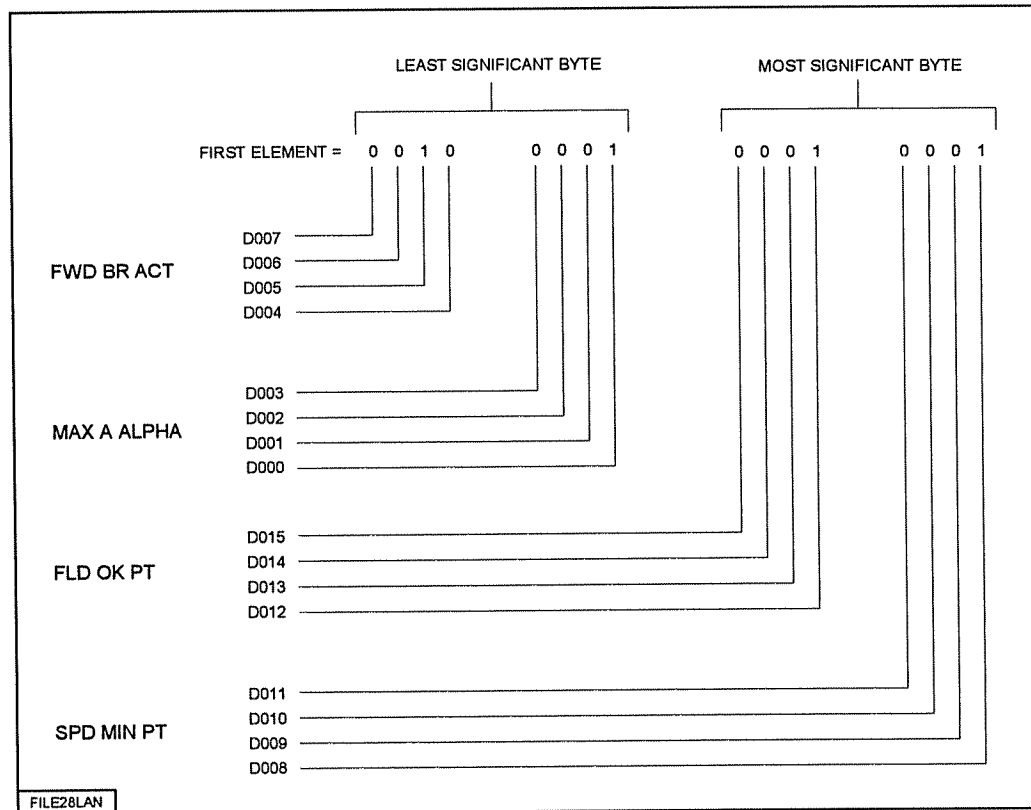 LEAST SIGNIFICANT BYTE MOST SIGNIFICANT BYTE
FIRST ELEMENT = 0 0 1 0 0 0 0 1 0 0 0 1 0 0 0 1
D007
FWD BR ACT
D006
D005
D004
D003
MAX A ALPHA
D002
D001
D000
D015
FLD OK PT
D014
D013
D012
D011
SPD MIN PT
D010
D009
D008
FILE28LAN